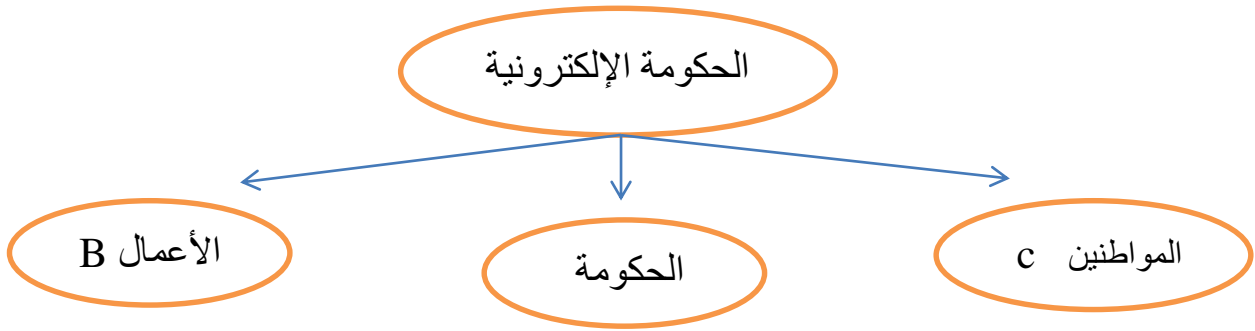 الحكومة الإلكترونية
المواطنين c
الحكومة
الأعمال B